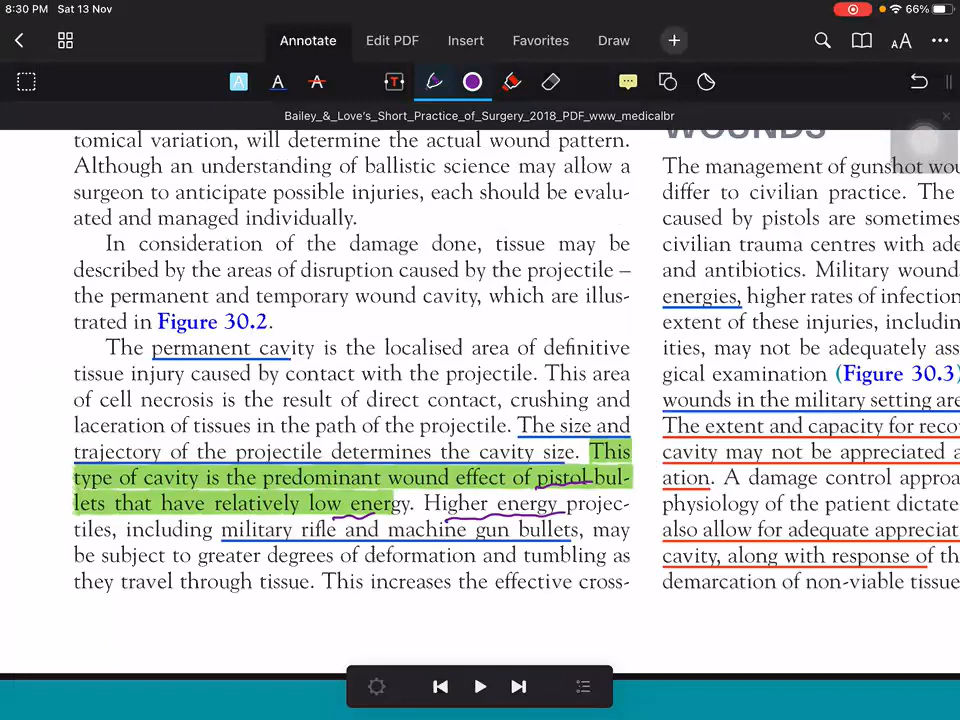 8:30 PM Sat 13 Nov
66%
Annotate Edit PDF Insert Favorites Draw
Bailey_&_Love's_Short_Practice_of_Surgery_2018_PDF_www_medicalbr
tomical variation, will determine the actual wound pattern.
Although an understanding of ballistic science may allow a
surgeon to anticipate possible injuries, each should be evalu-
ated and managed individually.
In consideration of the damage done, tissue may be
described by the areas of disruption caused by the projectile –
the permanent and temporary wound cavity, which are illus-
trated in Figure 30.2.
The permanent cavity is the localised area of definitive
tissue injury caused by contact with the projectile. This area
of cell necrosis is the result of direct contact, crushing and
laceration of tissues in the path of the projectile. The size and
trajectory of the projectile determines the cavity size. This
type of cavity is the predominant wound effect of pistol bul-
lets that have relatively low energy. Higher energy projec-
tiles, including military rifle and machine gun bullets, may
be subject to greater degrees of deformation and tumbling as
they travel through tissue. This increases the effective cross-
WOUNDS
The management of gunshot wou
differ to civilian practice. The
caused by pistols are sometimes
civilian trauma centres with ade
and antibiotics. Military wound
energies, higher rates of infection
extent of these injuries, includin
ities, may not be adequately ass
gical examination (Figure 30.3)
wounds in the military setting are
The extent and capacity for reco
cavity may not be appreciated a
ation. A damage control approa
physiology of the patient dictate
also allow for adequate appreciat
cavity, along with response of th
demarcation of non-viable tissue